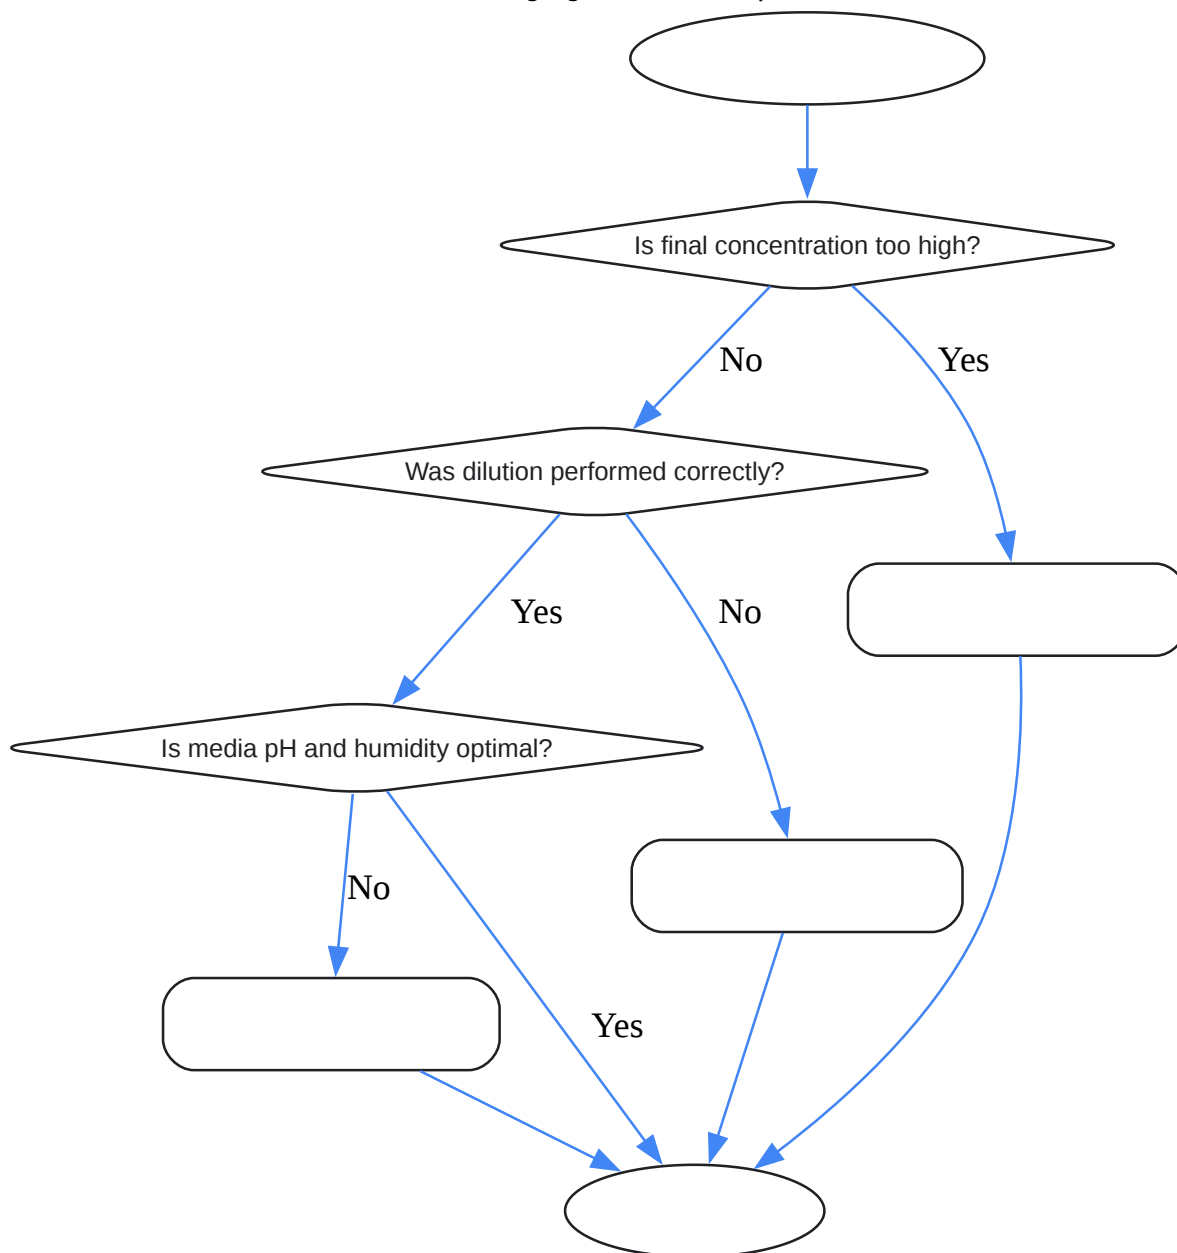 Is final concentration too high?
No
Yes
Was dilution performed correctly?
Yes
No
Is media pH and humidity optimal?
No
Yes